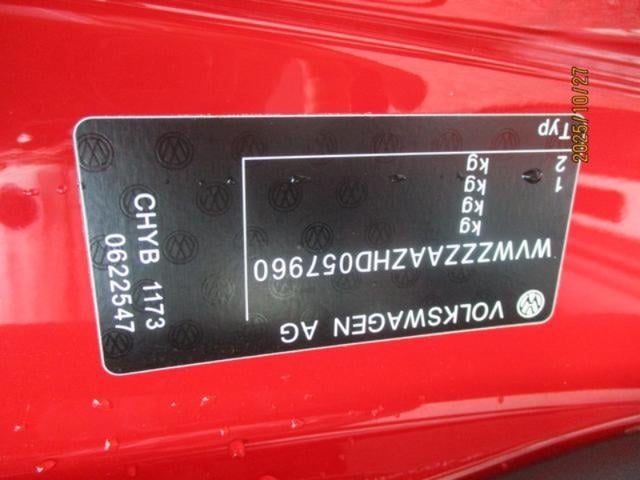 VOLKSWAGEN AG
WVWZZZAAZHD057960
kg
kg
1 kg
2 kg
Typ
CHYB 1173
0622547
2025/10/27